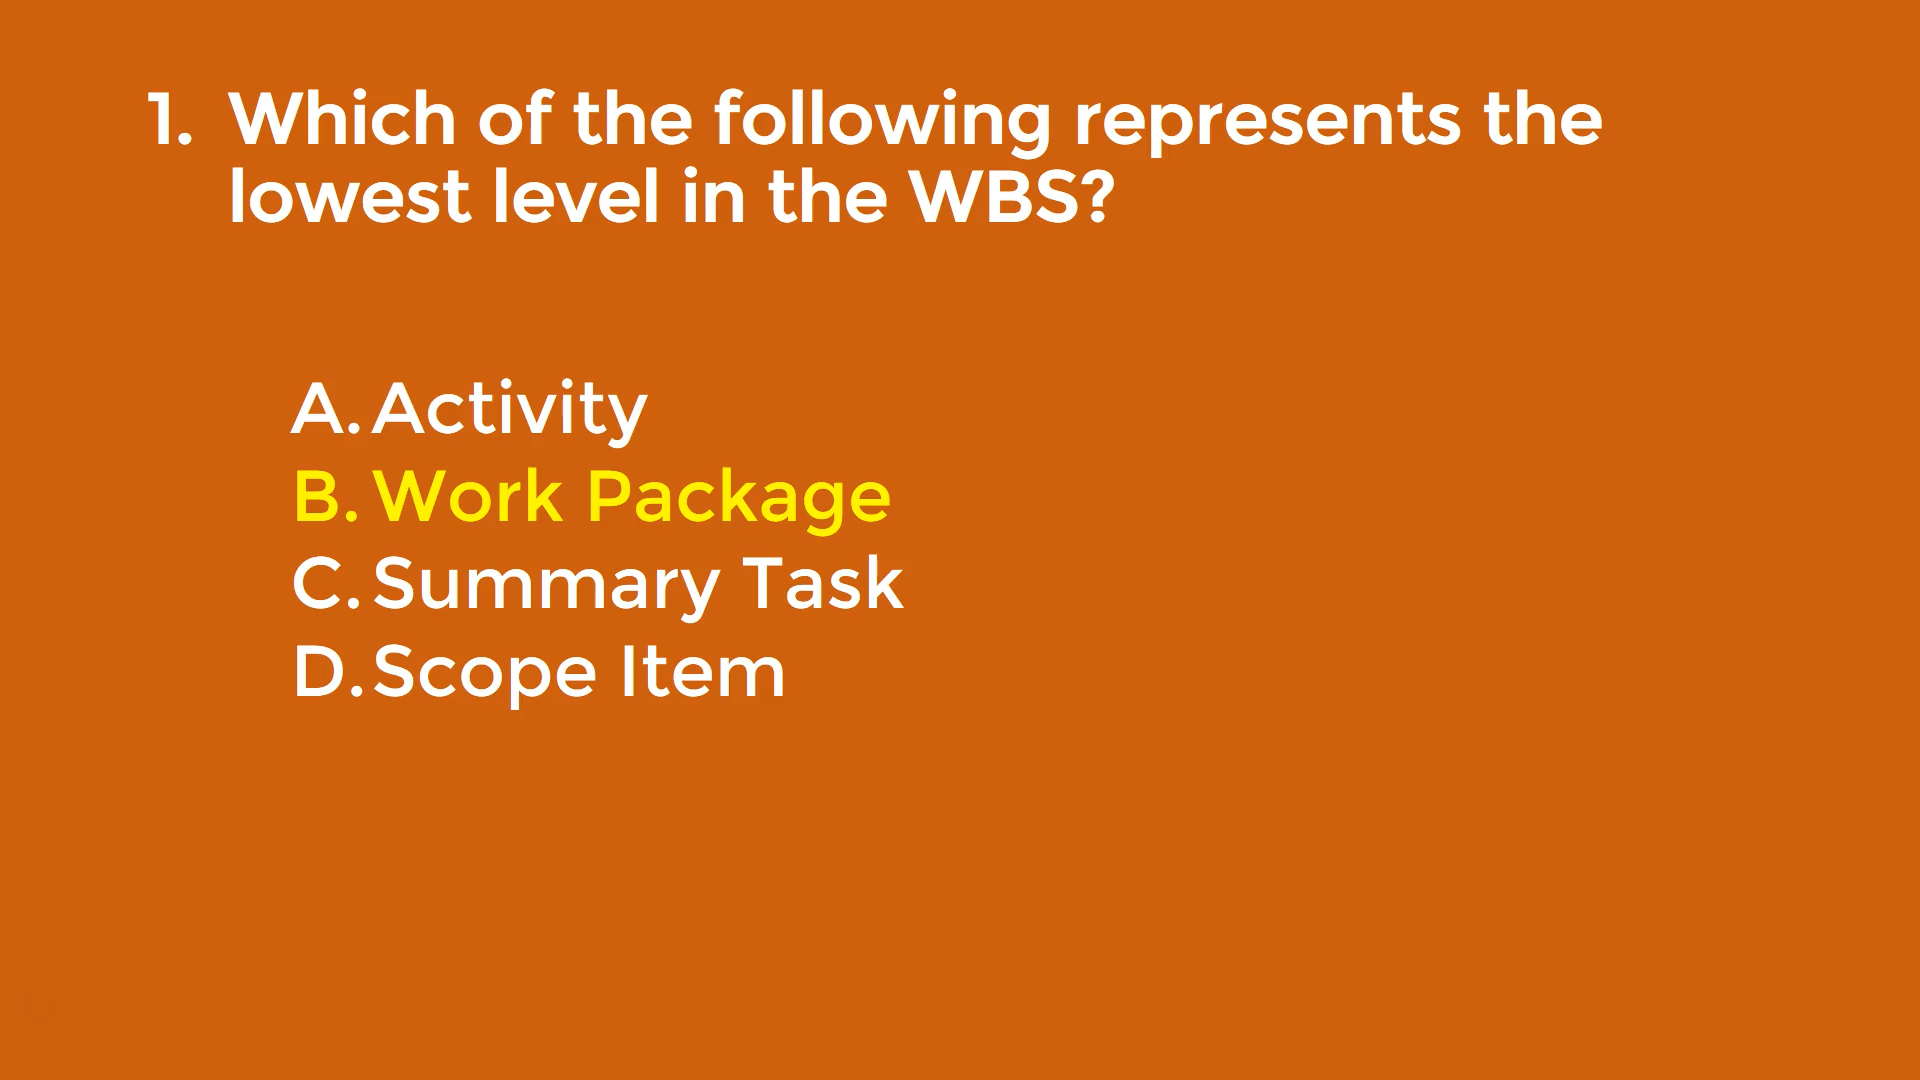 1. Which of the following represents the
lowest level in the WBS?
A. Activity
B. Work Package
C. Summary Task
D. Scope Item